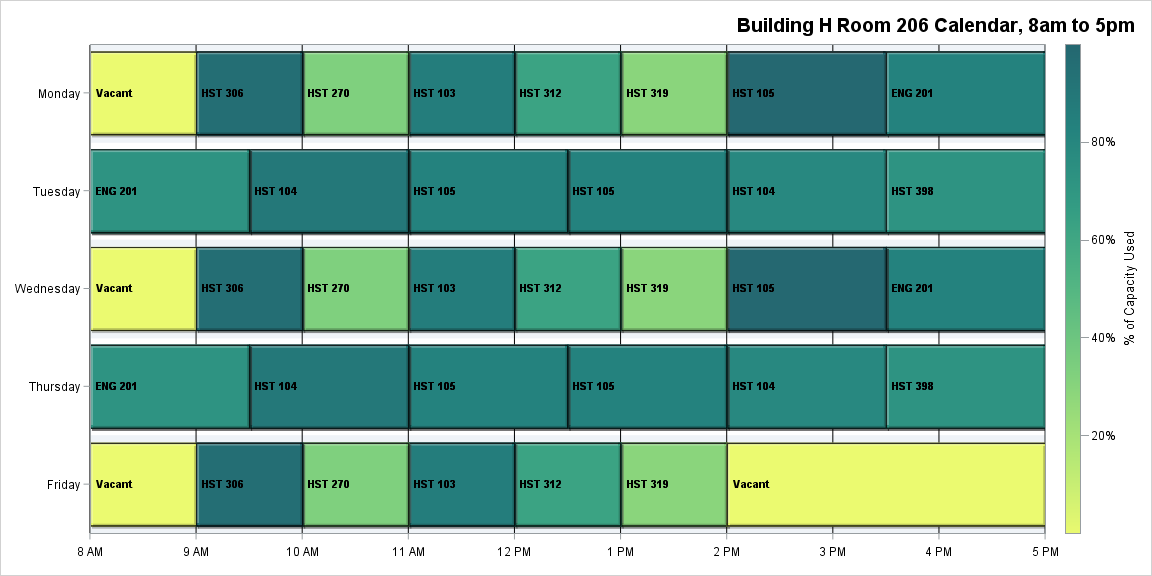 Building H Room 206 Calendar, 8am to 5pm
Monday
Vacant
HST 306
HST 270
HST 103
HST 312
HST 319
HST 105
ENG 201
Tuesday
ENG 201
HST 104
HST 105
HST 105
HST 104
HST 398
Wednesday
Vacant
HST 306
HST 270
HST 103
HST 312
HST 319
HST 105
ENG 201
Thursday
ENG 201
HST 104
HST 105
HST 105
HST 104
HST 398
Friday
Vacant
HST 306
HST 270
HST 103
HST 312
HST 319
Vacant
8 AM
9 AM
10 AM
11 AM
12 PM
1 PM
2 PM
3 PM
4 PM
5 PM
80%
60%
40%
20%
% of Capacity Used